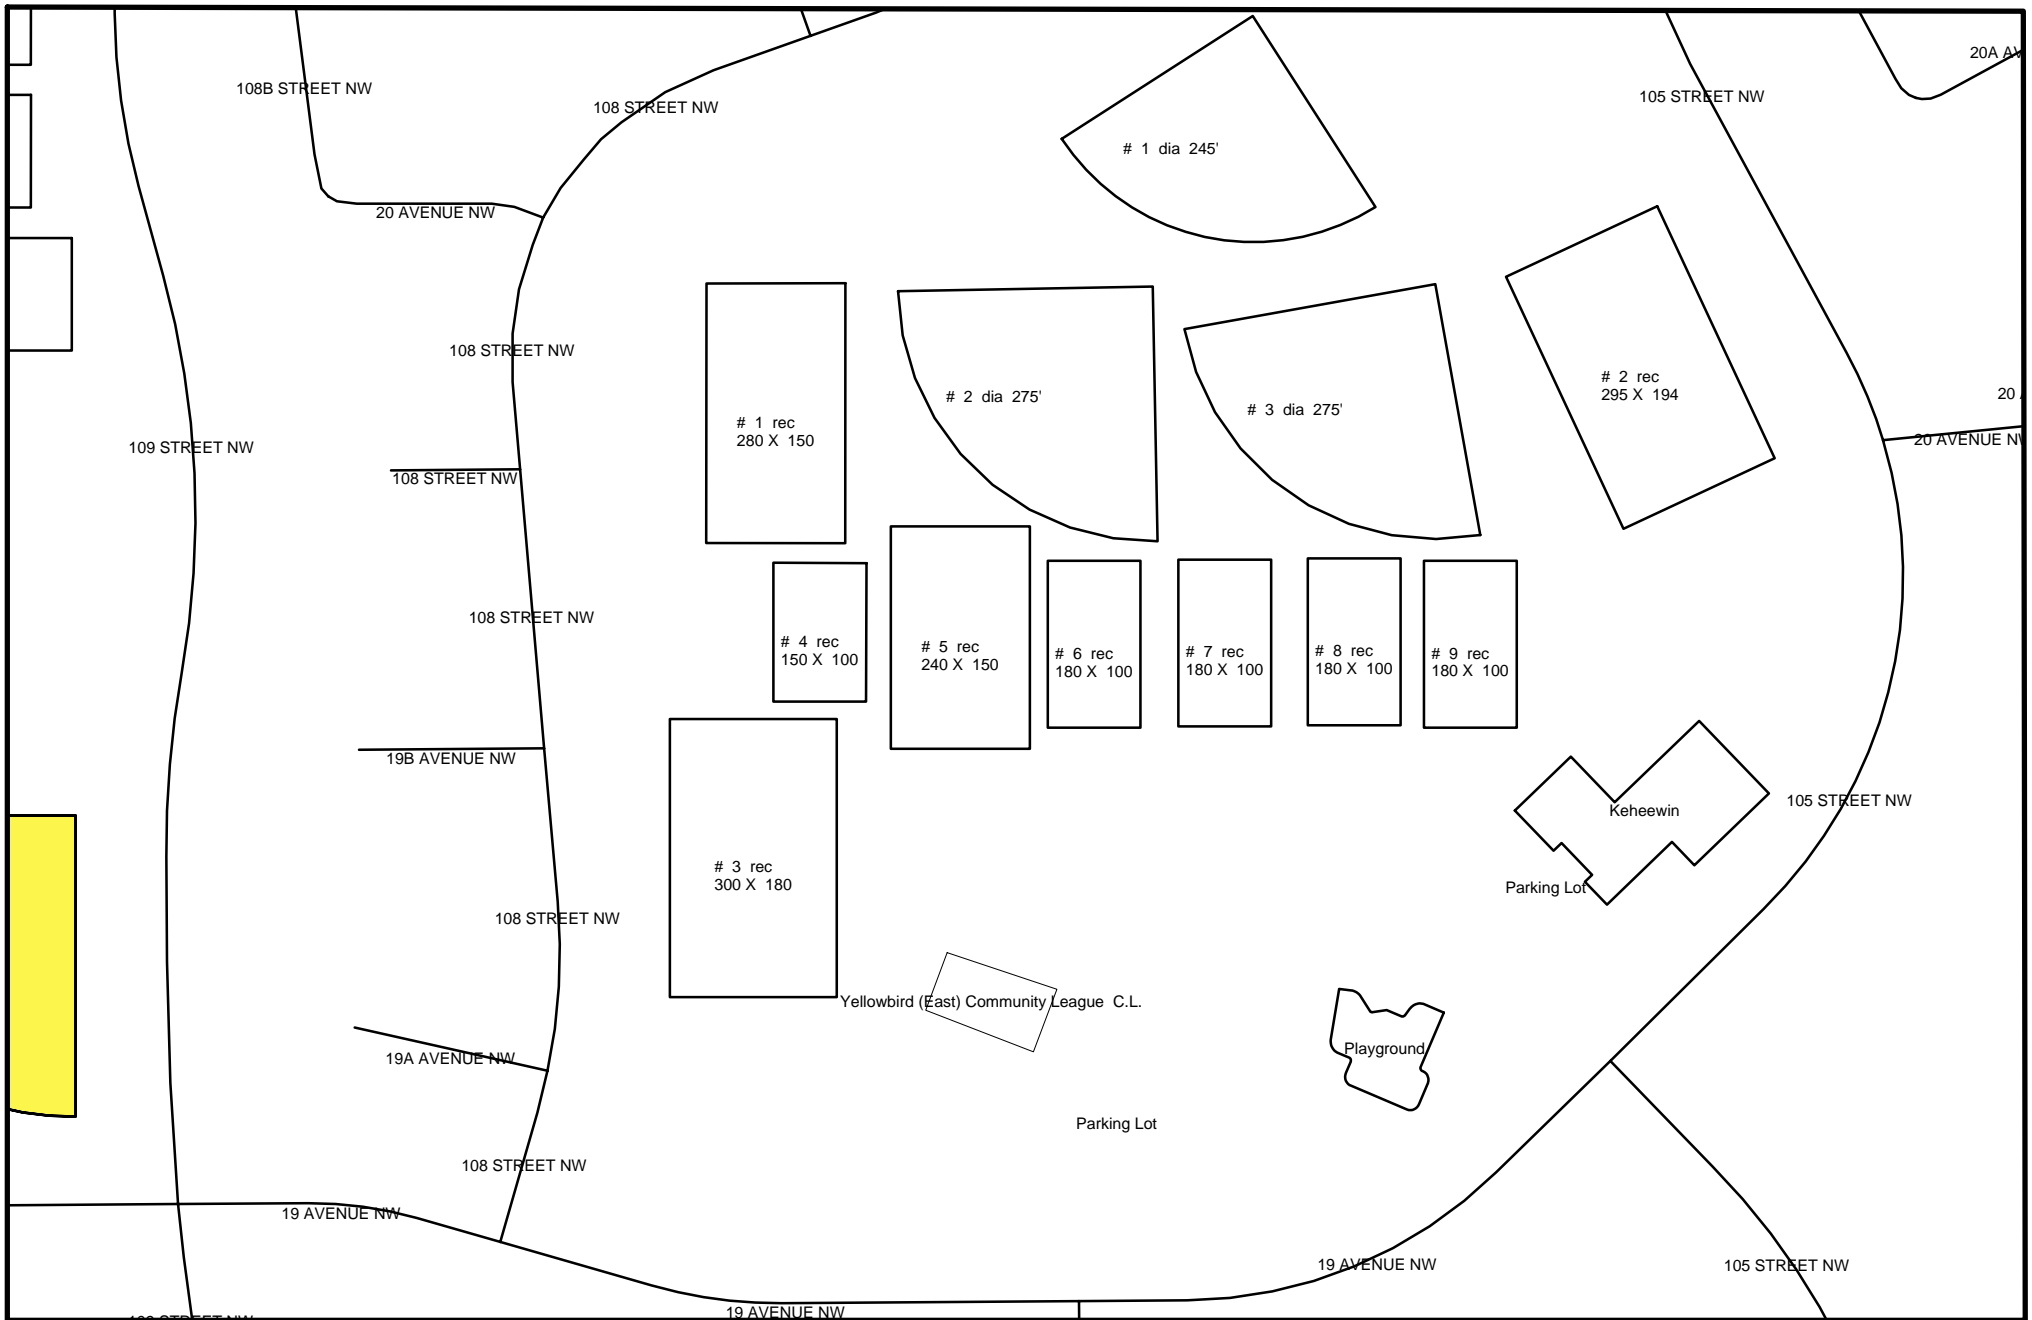 20A AV
108B STREET NW
105 STREET NW
108 STREET NW
# 1 dia 245'
20 AVENUE NW
108 STREET NW
# 2 rec
295 X 194
20
# 2 dia 275'
# 3 dia 275'
# 1 rec
280 X 150
20 AVENUE N
109 STREET NW
108 STREET NW
108 STREET NW
# 4 rec
150 X 100
# 5 rec
240 X 150
# 6 rec
180 X 100
# 7 rec
180 X 100
# 8 rec
180 X 100
# 9 rec
180 X 100
19B AVENUE NW
105 STREET NW
Keheewin
# 3 rec
300 X 180
Parking Lot
108 STREET NW
Yellowbird (East) Community League C.L.
Playground
19A AVENUE NW
Parking Lot
108 STREET NW
19 AVENUE NW
19 AVENUE NW
105 STREET NW
19 AVENUE NW